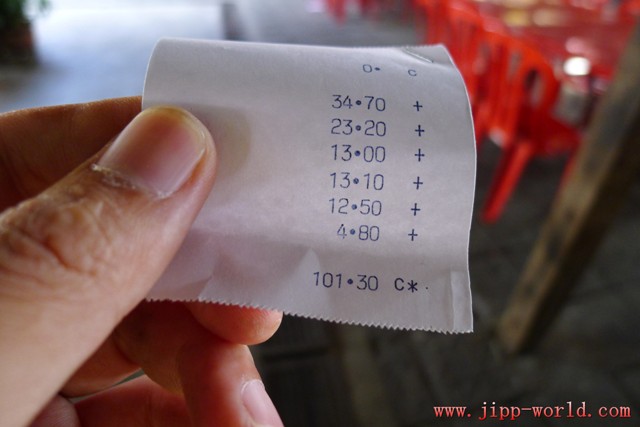 0• c
34•70 +
23•20 +
13•00 +
13•10 +
12•50 +
4•80 +
101•30 C*
www.jipp-world.com